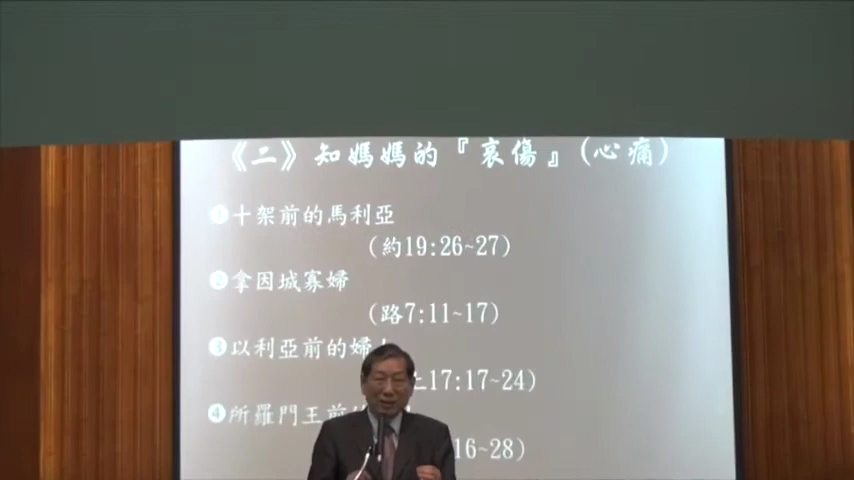 《二》知媽媽的『哀傷』(心痛)
❶十架前的馬利亞
(約19:26~27)
❷拿因城寡婦
(路7:11~17)
❸以利亞前的婦
17:17~24)
❹所羅門王前
16~28)